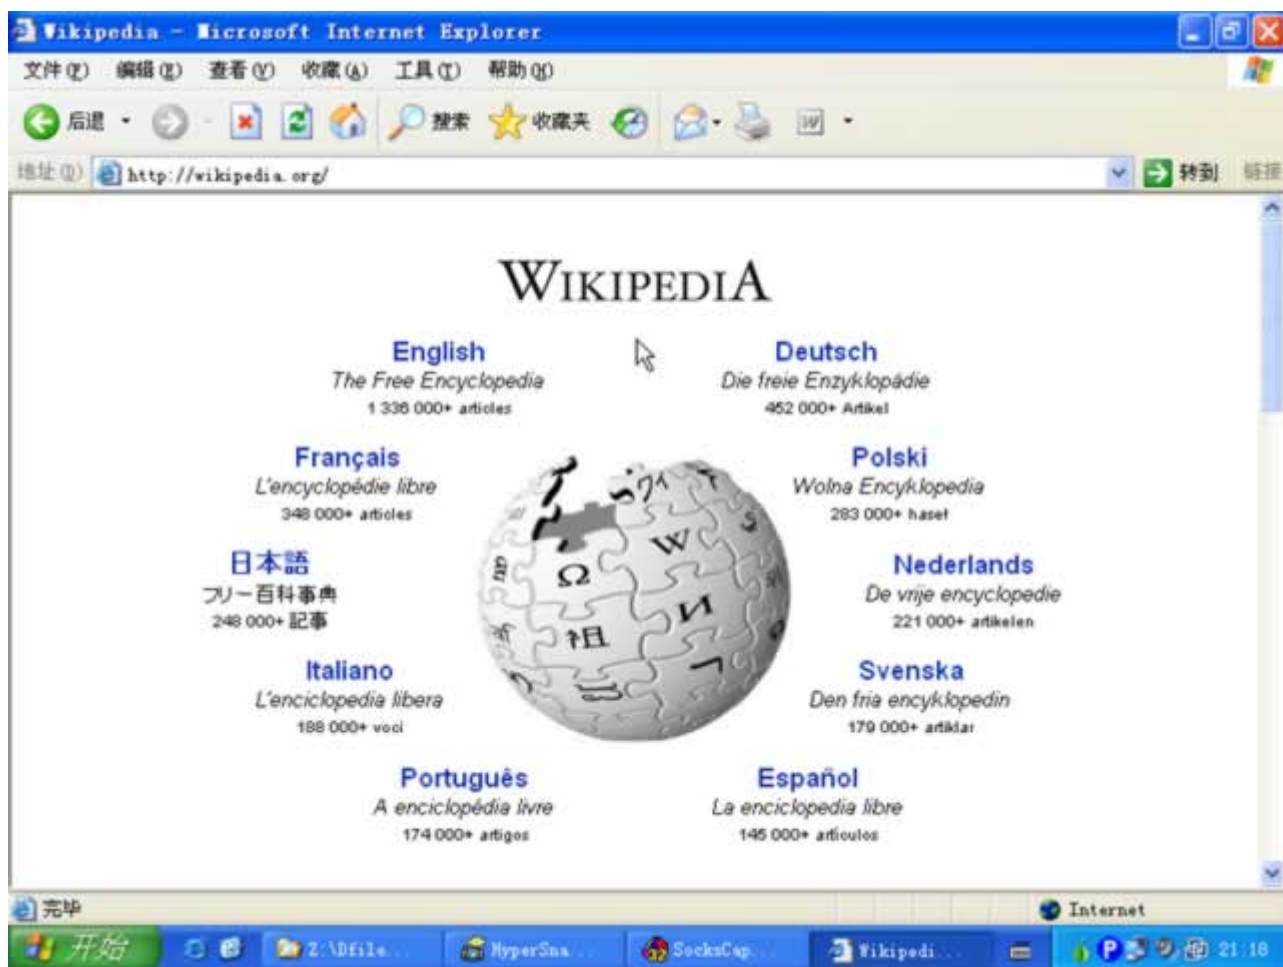 Wikipedia - Microsoft Internet Explorer
文件(F) 编辑(E) 查看(V) 收藏(A) 工具(T) 帮助(H)
后退 搜索 收藏夹
地址(D) http://wikipedia.org/ 转到 链接
WIKIPEDIA
English Deutsch
The Free Encyclopedia Die freie Enzyklopädie
1 336 000+ articles 452 000+ Artikel
Français Polski
L'encyclopédie libre Wolna Encyklopedia
348 000+ articles 283 000+ haseł
日本語 Nederlands
フリー百科事典 De vrije encyclopedie
248 000+ 記事 221 000+ artikelen
Italiano Svenska
L'enciclopedia libera Den fria encyklopedin
188 000+ voci 179 000+ artiklar
Português Español
A enciclopédia livre La enciclopedia libre
174 000+ artigos 145 000+ artículos
Ω W И 祖
完毕 Internet
开始 Z:\Dfile... HyperSna... SocksCap... Wikipedi... 21:18